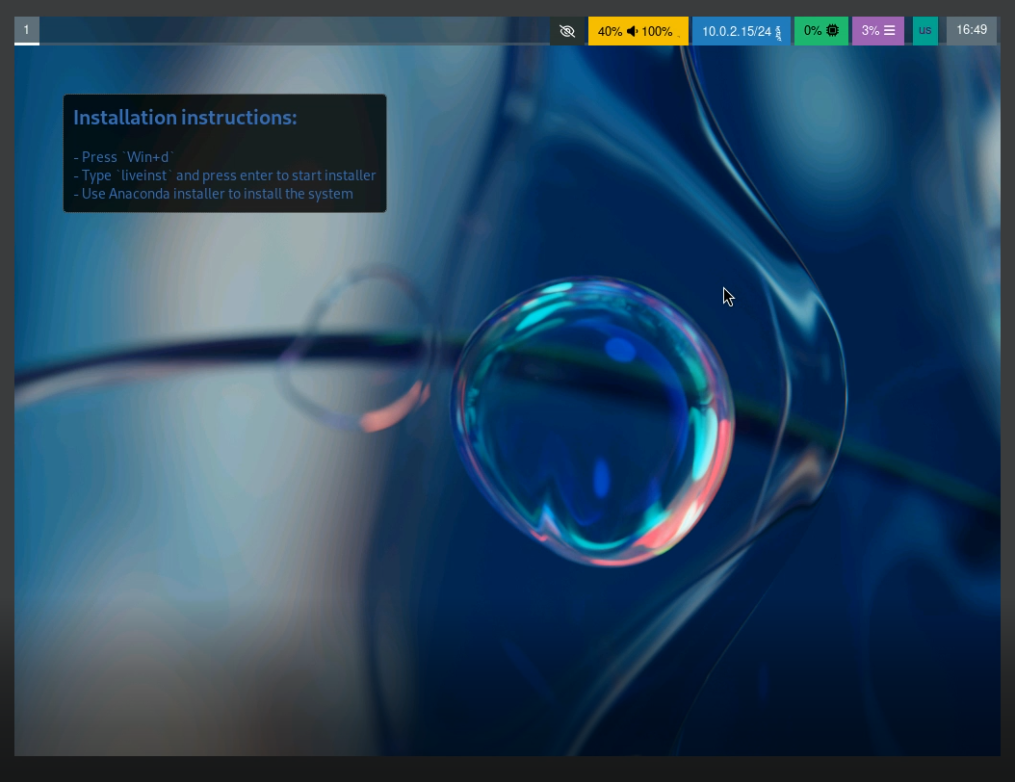 1
40% 100%
10.0.2.15/24
0%
3%
us
16:49
Installation instructions:
- Press `Win+d`
- Type `liveinst` and press enter to start installer
- Use Anaconda installer to install the system